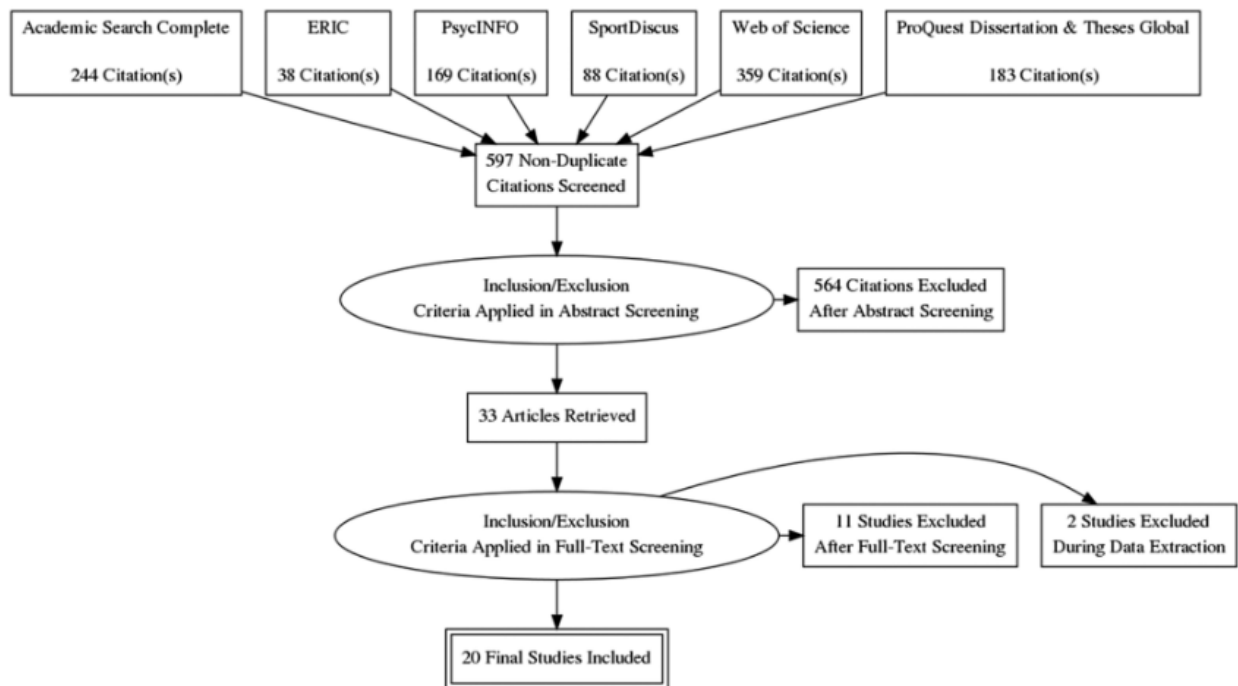 Academic Search Complete
244 Citation(s)
ERIC
38 Citation(s)
PsycINFO
169 Citation(s)
SportDiscus
88 Citation(s)
Web of Science
359 Citation(s)
ProQuest Dissertation & Theses Global
183 Citation(s)
597 Non-Duplicate
Citations Screened
Inclusion/Exclusion
Criteria Applied in Abstract Screening
564 Citations Excluded
After Abstract Screening
33 Articles Retrieved
Inclusion/Exclusion
Criteria Applied in Full-Text Screening
11 Studies Excluded
After Full-Text Screening
2 Studies Excluded
During Data Extraction
20 Final Studies Included